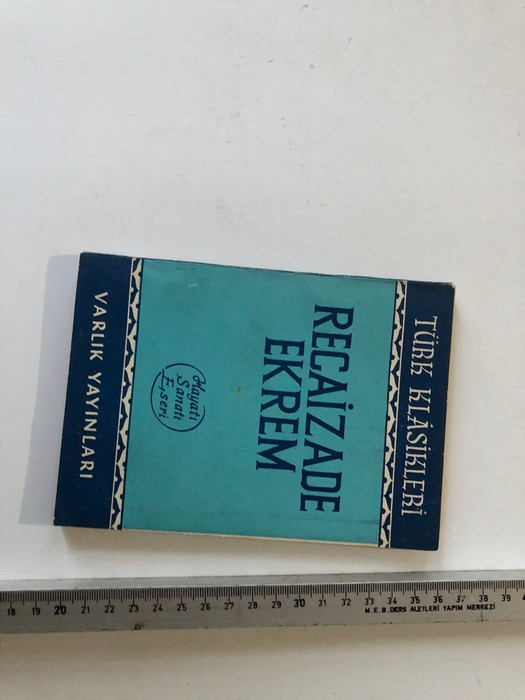 TÜRK KLÂSİKLERİ
RECAİZADE
EKREM
Hayatı
Sanatı
Eseri
VARLIK YAYINLARI
18 19 20 21 22 23 24 25 26 27 28 29 30 31 32 33 34 35 36 37 38 39
M.E.B. DERS ALETLERİ YAPIM MERKEZİ